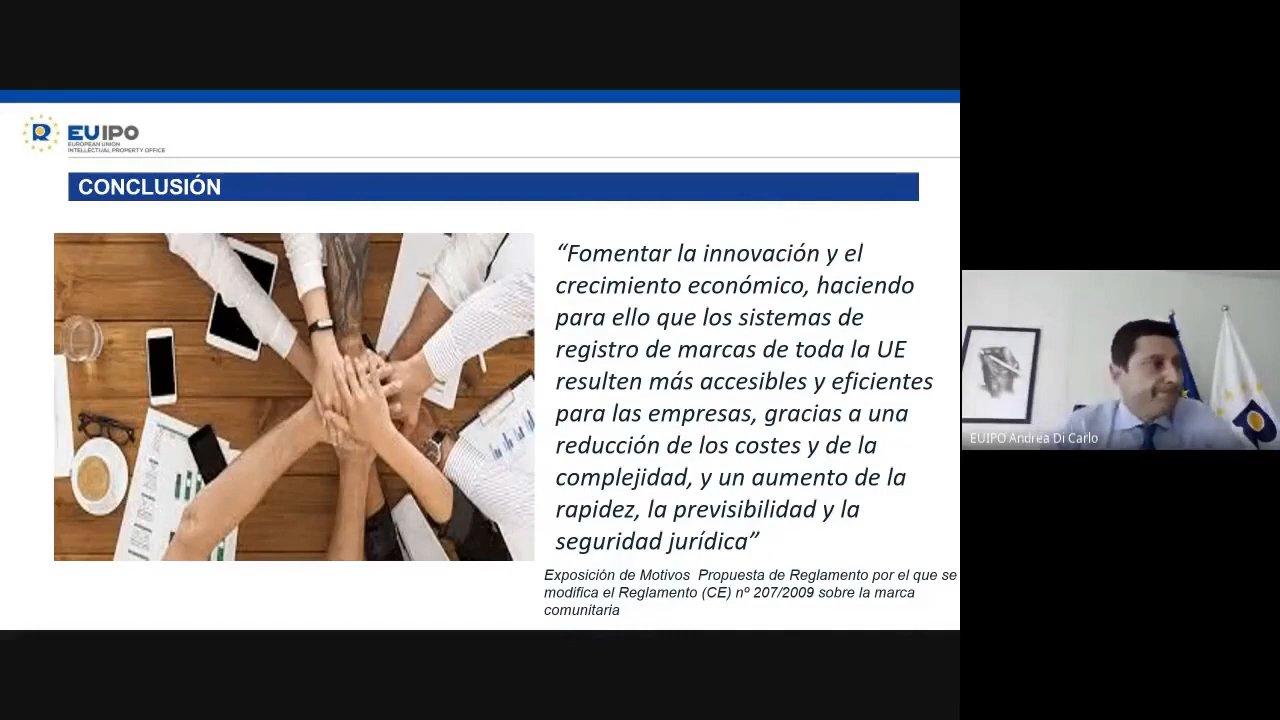 EUIPO
EUROPEAN UNION
INTELLECTUAL PROPERTY OFFICE
CONCLUSIÓN
“Fomentar la innovación y el
crecimiento económico, haciendo
para ello que los sistemas de
registro de marcas de toda la UE
resulten más accesibles y eficientes
para las empresas, gracias a una
reducción de los costes y de la
complejidad, y un aumento de la
rapidez, la previsibilidad y la
seguridad jurídica”
Exposición de Motivos Propuesta de Reglamento por el que se
modifica el Reglamento (CE) nº 207/2009 sobre la marca
comunitaria
EUIPO Andrea Di Carlo